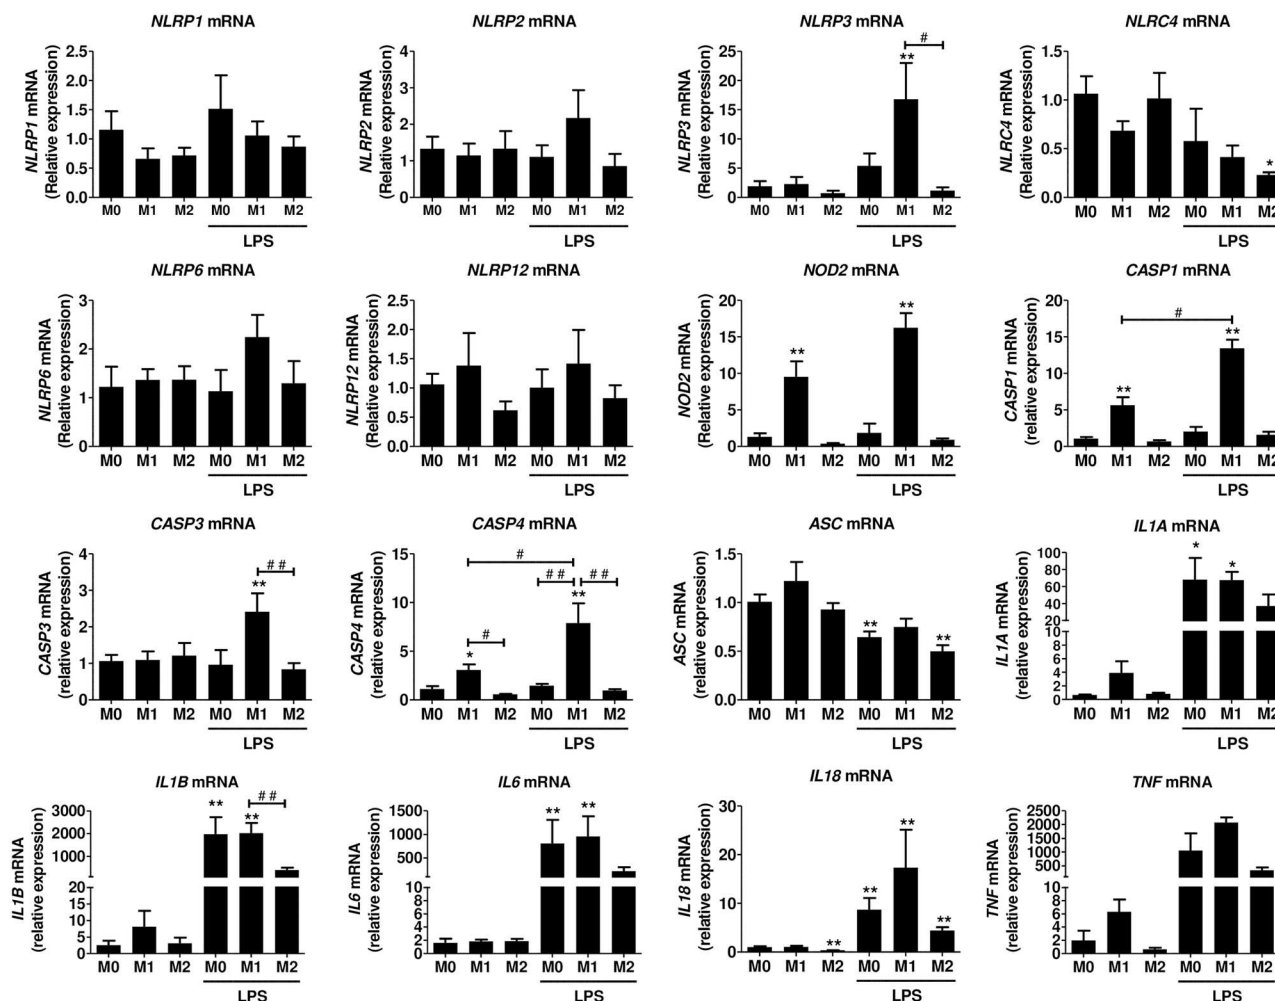 NLRP1 mRNA
NLRP1 mRNA
(Relative expression)
2.5
2.0
1.5
1.0
0.5
0.0
M0 M1 M2 M0 M1 M2
LPS
NLRP2 mRNA
NLRP2 mRNA
(Relative expression)
4
3
2
1
0
M0 M1 M2 M0 M1 M2
LPS
NLRP3 mRNA
NLRP3 mRNA
(Relative expression)
25
20
15
10
5
0
#
**
M0 M1 M2 M0 M1 M2
LPS
NLRC4 mRNA
NLRC4 mRNA
(Relative expression)
1.5
1.0
0.5
0.0
*
M0 M1 M2 M0 M1 M2
LPS
NLRP6 mRNA
NLRP6 mRNA
(Relative expression)
3
2
1
0
M0 M1 M2 M0 M1 M2
LPS
NLRP12 mRNA
NLRP12 mRNA
(Relative expression)
2.5
2.0
1.5
1.0
0.5
0.0
M0 M1 M2 M0 M1 M2
LPS
NOD2 mRNA
NOD2 mRNA
(Relative expression)
20
15
10
5
0
**
**
M0 M1 M2 M0 M1 M2
LPS
CASP1 mRNA
CASP1 mRNA
(relative expression)
20
15
10
5
0
#
**
**
M0 M1 M2 M0 M1 M2
LPS
CASP3 mRNA
CASP3 mRNA
(relative expression)
4
3
2
1
0
# #
**
M0 M1 M2 M0 M1 M2
LPS
CASP4 mRNA
CASP4 mRNA
(relative expression)
15
10
5
0
#
# # # #
**
#
*
M0 M1 M2 M0 M1 M2
LPS
ASC mRNA
ASC mRNA
(relative expression)
1.5
1.0
0.5
0.0
** **
M0 M1 M2 M0 M1 M2
LPS
IL1A mRNA
IL1A mRNA
(relative expression)
100
80
60
40
20
10
8
6
4
2
0
* *
M0 M1 M2 M0 M1 M2
LPS
IL1B mRNA
IL1B mRNA
(relative expression)
3000
2000
1000
20
15
10
5
0
# #
** **
M0 M1 M2 M0 M1 M2
LPS
IL6 mRNA
IL6 mRNA
(relative expression)
1500
1000
500
10
8
6
4
2
0
** **
M0 M1 M2 M0 M1 M2
LPS
IL18 mRNA
IL18 mRNA
(relative expression)
30
20
10
0
** ** ** **
M0 M1 M2 M0 M1 M2
LPS
TNF mRNA
TNF mRNA
(relative expression)
2500
2000
1500
1000
500
10
8
6
4
2
0
M0 M1 M2 M0 M1 M2
LPS